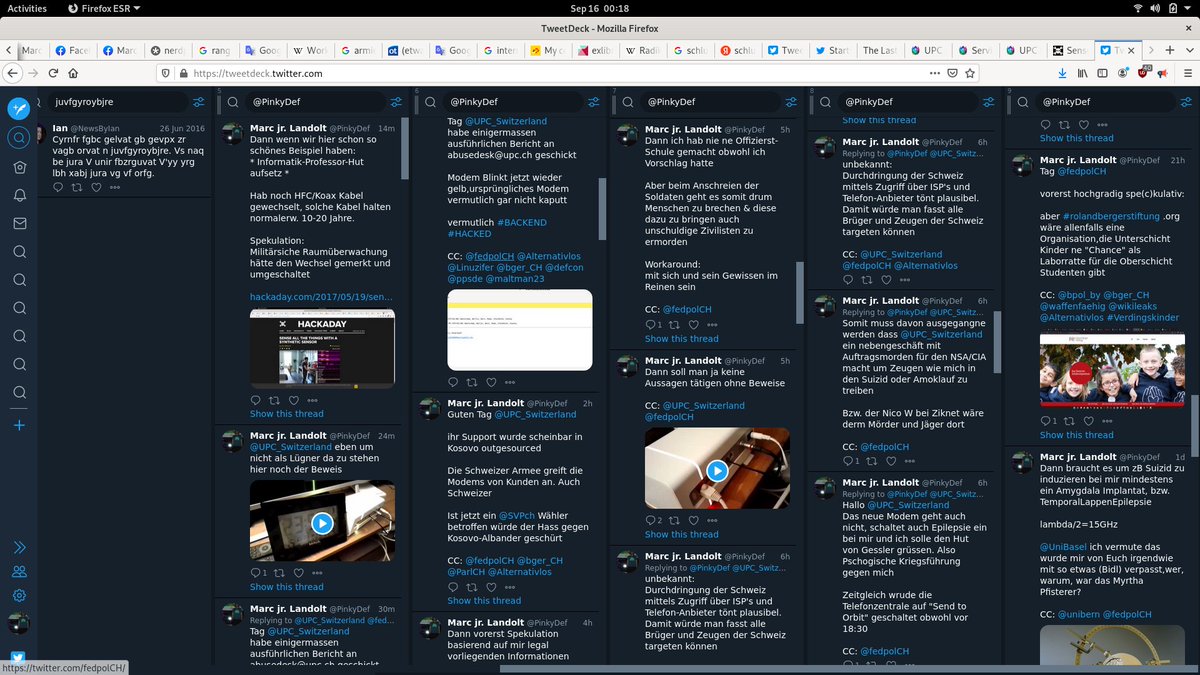 Activities
Firefox ESR
Sep 16 00:18
TweetDeck - Mozilla Firefox
Marc
Face
Marc
nerd
rang
Goo
Wor
armi
(etw
Goo
inter
My c
exlib
Radi
schlu
schlu
Twee
Start
The Last
UPC
Servi
UPC
Sens
T
https://tweetdeck.twitter.com
juvfgyroybjre
Ian @NewsByIan 26 Jun 2016
Cyrnfr fgbc gelvat gb gevpx zr
vagb orvat n juvfgyroybjre. Vs naq
be jura V unir fbzrguvat V'yy yrg
lbh xabj jura vg vf orfg.
5
@PinkyDef
Marc jr. Landolt @PinkyDef 14m
Dann wenn wir hier schon so
schönes Beispiel haben:
* Informatik-Professor-Hut
aufsetz *
Hab noch HFC/Koax Kabel
gewechselt, solche Kabel halten
normalerw. 10-20 Jahre.
Spekulation:
Militärsiche Raumüberwachung
hätte den Wechsel gemerkt und
umgeschaltet
hackaday.com/2017/05/19/sen...
HACKADAY
SENSE ALL THE THINGS WITH A
SYNTHETIC SENSOR
Show this thread
Marc jr. Landolt @PinkyDef 24m
@UPC_Switzerland eben um
nicht als Lügner da zu stehen
hier noch der Beweis
1
Show this thread
Marc jr. Landolt @PinkyDef 30m
Replying to @UPC_Switzerland @fed...
Tag @UPC_Switzerland
habe einigermassen
ausführlichen Bericht an
abusedesk@upc.ch geschickt
6
@PinkyDef
Tag @UPC_Switzerland
habe einigermassen
ausführlichen Bericht an
abusedesk@upc.ch geschickt
Modem Blinkt jetzt wieder
gelb,ursprüngliches Modem
vermutlich gar nicht kaputt
vermutlich #BACKEND
#HACKED
CC: @fedpolCH @Alternativlos
@Linuzifer @bger_CH @defcon
@ppsde @maltman23
Marc jr. Landolt @PinkyDef 2h
Guten Tag @UPC_Switzerland
ihr Support wurde scheinbar in
Kosovo outgesourced
Die Schweizer Armee greift die
Modems von Kunden an. Auch
Schweizer
Ist jetzt ein @SVPch Wähler
betroffen würde der Hass gegen
Kosovo-Albander geschürt
CC: @fedpolCH @bger_CH
@ParlCH @Alternativlos
Show this thread
Marc jr. Landolt @PinkyDef 4h
Dann vorerst Spekulation
basierend auf mir legal
vorliegenden Informationen
7
@PinkyDef
Marc jr. Landolt @PinkyDef 5h
Dann ich hab nie ne Offizierst-
Schule gemacht obwohl ich
Vorschlag hatte
Aber beim Anschreien der
Soldaten geht es somit drum
Menschen zu brechen & diese
dazu zu bringen auch
unschuldige Zivilisten zu
ermorden
Workaround:
mit sich und sein Gewissen im
Reinen sein
CC: @fedpolCH
1
Show this thread
Marc jr. Landolt @PinkyDef 5h
Dann soll man ja keine
Aussagen tätigen ohne Beweise
CC: @UPC_Switzerland
@fedpolCH
2
Show this thread
Marc jr. Landolt @PinkyDef 6h
Replying to @PinkyDef @UPC_Switz...
unbekannt:
Durchdringung der Schweiz
mittels Zugriff über ISP's und
Telefon-Anbieter tönt plausibel.
Damit würde man fasst alle
Brüger und Zeugen der Schweiz
targeten können
8
@PinkyDef
Show this thread
Marc jr. Landolt @PinkyDef 6h
Replying to @PinkyDef @UPC_Switz...
unbekannt:
Durchdringung der Schweiz
mittels Zugriff über ISP's und
Telefon-Anbieter tönt plausibel.
Damit würde man fasst alle
Brüger und Zeugen der Schweiz
targeten können
CC: @UPC_Switzerland
@fedpolCH @Alternativlos
Marc jr. Landolt @PinkyDef 6h
Replying to @PinkyDef @UPC_Switz...
Somit muss davon ausgegangne
werden dass @UPC_Switzerland
ein nebengeschäft mit
Auftragsmorden für den NSA/CIA
macht um Zeugen wie mich in
den Suizid oder Amoklauf zu
treiben
Bzw. der Nico W bei Ziknet wäre
derm Mörder und Jäger dort
CC: @fedpolCH
1
Marc jr. Landolt @PinkyDef 6h
Replying to @PinkyDef @UPC_Switz...
Hallo @UPC_Switzerland
Das neue Modem geht auch
nicht, schaltet auch Epilepsie ein
bei mir und ich solle den Hut
von Gessler grüssen. Also
Pschogische Kriegsführung
gegen mich
Zeitgleich wrude die
Telefonzentrale auf "Send to
Orbit" geschaltet obwohl vor
18:30
CC: @fedpolCH
9
@PinkyDef
Show this thread
Marc jr. Landolt @PinkyDef 21h
Tag @fedpolCH
vorerst hochgradig spe(c)kulativ:
aber #rolandbergerstiftung .org
wäre allenfalls eine
Organisation,die Unterschicht
Kinder ne "Chance" als
Laborratte für die Oberschicht
Studenten gibt
CC: @bpol_by @bger_CH
@waffenaehig @wikileaks
@Alternativlos #Verdingskinder
1
Show this thread
Marc jr. Landolt @PinkyDef 1d
Dann braucht es um zB Suizid zu
induzieren bei mir mindestens
ein Amygdala Implantat, bzw.
TemporalLappenEpilepsie
lambda/2=15GHz
@UniBasel ich vermute das
wurde mir von Euch irgendwie
mit so etwas (Bidl) verpasst,wer,
warum, war das Myrtha
Pfisterer?
CC: @unibern @fedpolCH
https://twitter.com/fedpolCH/